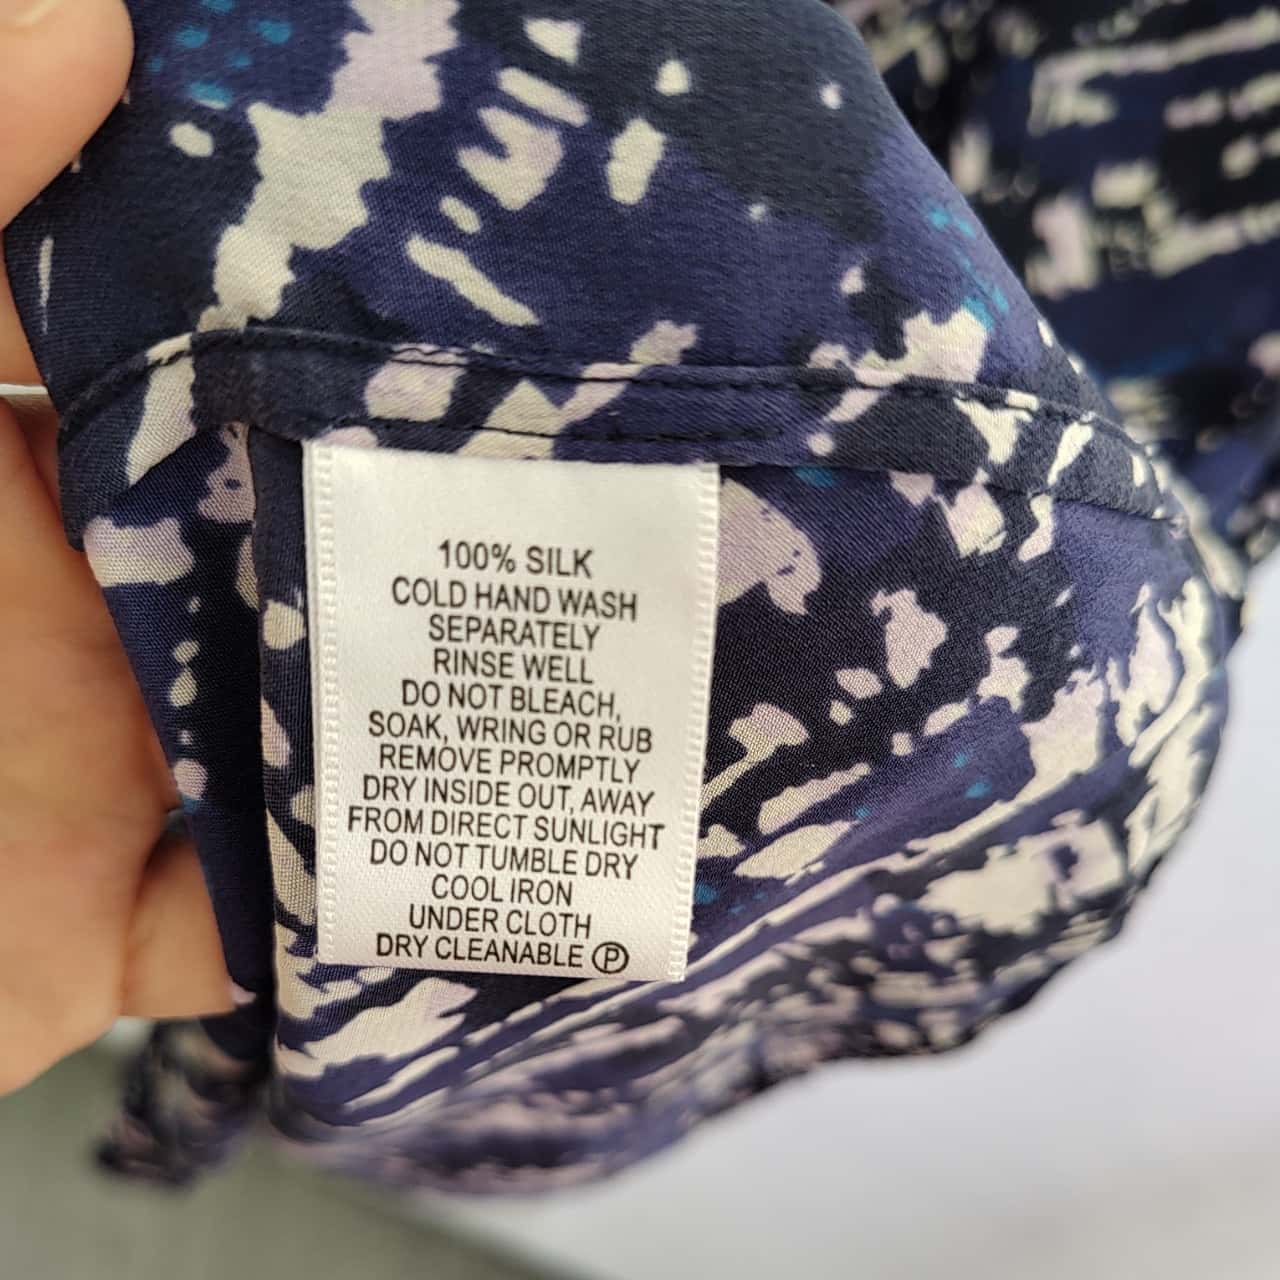 100% SILK
COLD HAND WASH
SEPARATELY
RINSE WELL
DO NOT BLEACH,
SOAK, WRING OR RUB
REMOVE PROMPTLY
DRY INSIDE OUT, AWAY
FROM DIRECT SUNLIGHT
DO NOT TUMBLE DRY
COOL IRON
UNDER CLOTH
DRY CLEANABLE Ⓟ